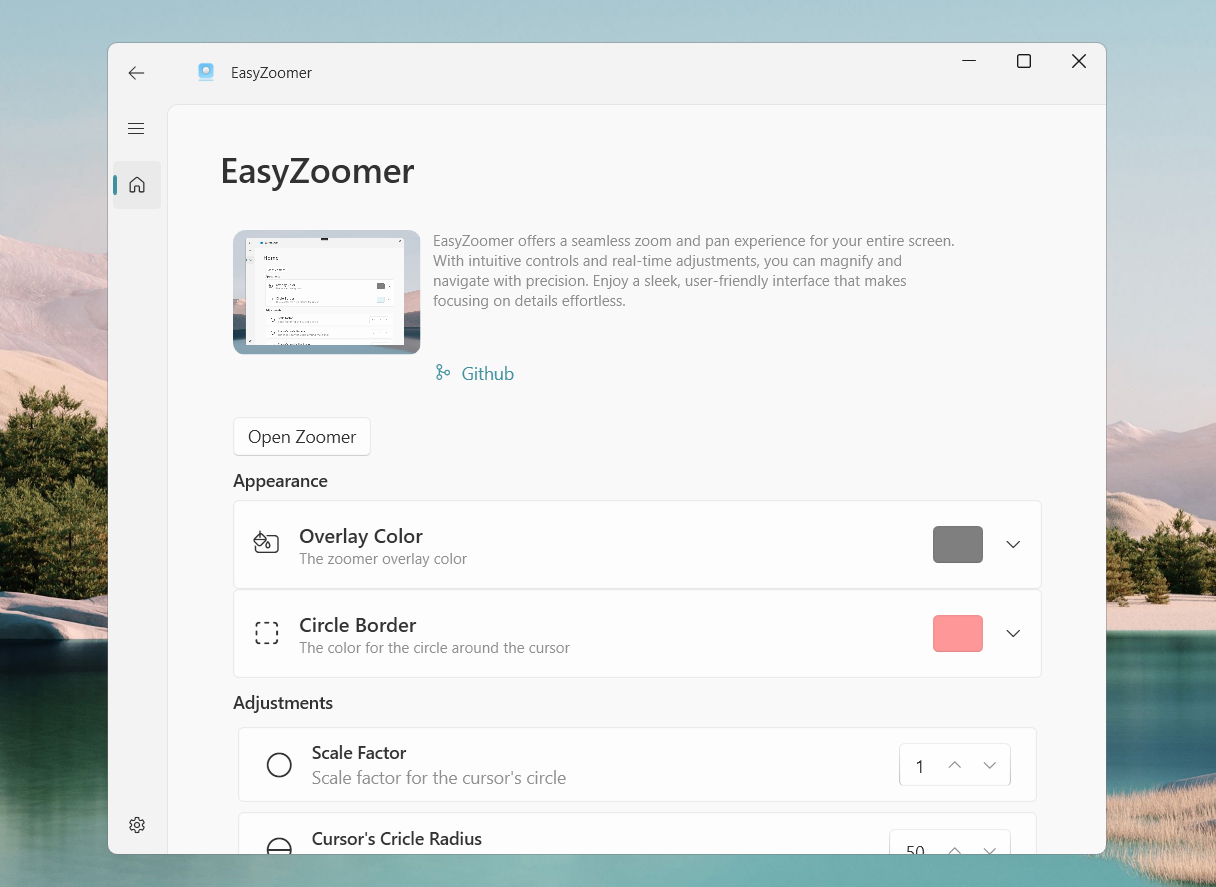 EasyZoomer
EasyZoomer
EasyZoomer offers a seamless zoom and pan experience for your entire screen.
With intuitive controls and real-time adjustments, you can magnify and
navigate with precision. Enjoy a sleek, user-friendly interface that makes
focusing on details effortless.
Home
Github
Open Zoomer
Appearance
Overlay Color
The zoomer overlay color
Circle Border
The color for the circle around the cursor
Adjustments
Scale Factor
Scale factor for the cursor's circle
1
Cursor's Cricle Radius
50